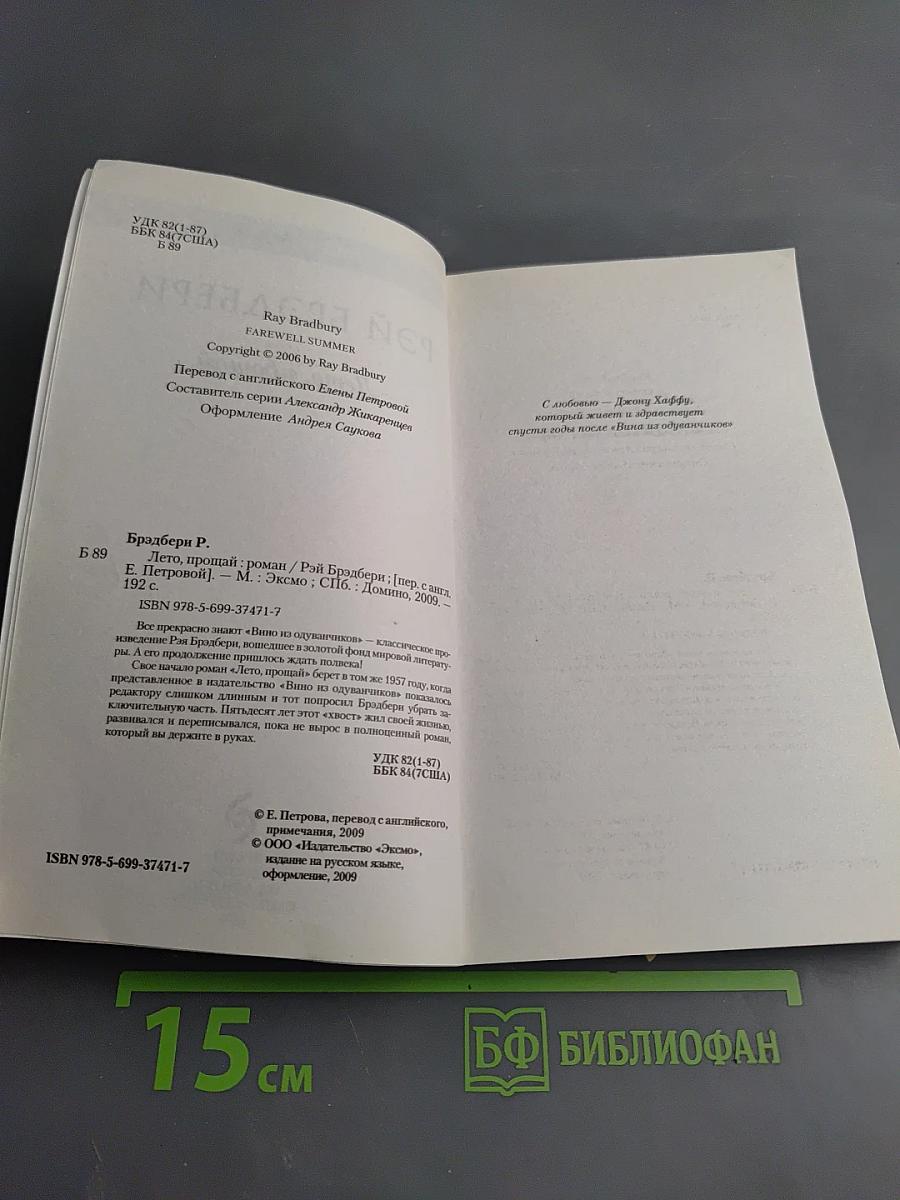 УДК 82(1-87)
ББК 84(7США)
Б 89
Ray Bradbury
FAREWELL SUMMER
Copyright © 2006 by Ray Bradbury
Перевод с английского Елены Петровой
Составитель серии Александр Жикаренцев
Оформление Андрея Саукова
Брэдбери Р.
Б 89 Лето, прощай : роман / Рэй Брэдбери ; [пер. с англ.
Е. Петровой]. — М. : Эксмо ; СПб. : Домино, 2009. —
192 с.
ISBN 978-5-699-37471-7
Все прекрасно знают «Вино из одуванчиков» — классическое про-
изведение Рэя Брэдбери, вошедшее в золотой фонд мировой литерату-
ры. А его продолжение пришлось ждать полвека!
Свое начало роман «Лето, прощай» берет в том же 1957 году, когда
представленное в издательство «Вино из одуванчиков» показалось
редактору слишком длинным и тот попросил Брэдбери убрать за-
ключительную часть. Пятьдесят лет этот «хвост» жил своей жизнью,
развивался и переписывался, пока не вырос в полноценный роман,
который вы держите в руках.
УДК 82(1-87)
ББК 84(7США)
© Е. Петрова, перевод с английского,
примечания, 2009
© ООО «Издательство «Эксмо»,
издание на русском языке,
оформление, 2009
ISBN 978-5-699-37471-7
С любовью — Джону Хаффу,
который живет и здравствует
спустя годы после «Вина из одуванчиков»
15 см
БФ БИБЛИОФАН